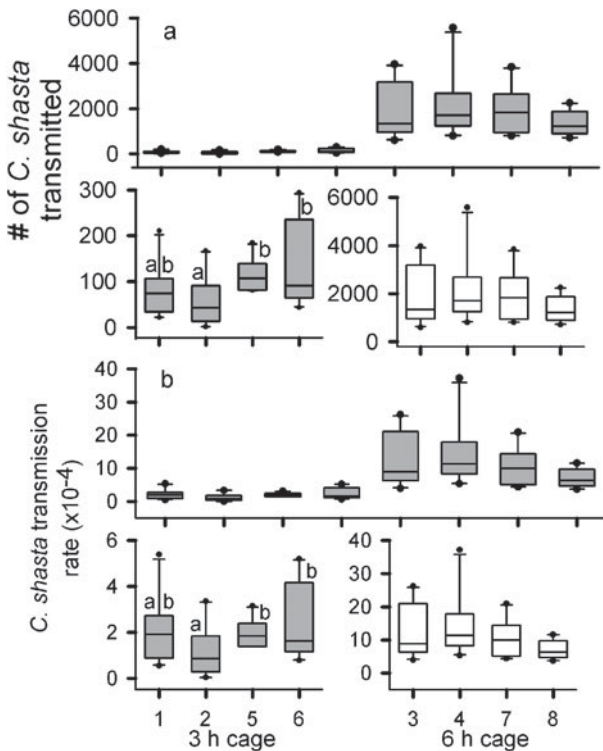 6000
a
4000
2000
0
# of C. shasta
transmitted
300
200
100
0
a b
a
b
b
6000
4000
2000
0
40
b
30
20
10
0
C. shasta transmission
rate (x10-4)
6
4
2
0
a b
a
b
b
40
30
20
10
0
1 2 5 6
3 h cage
3 4 7 8
6 h cage